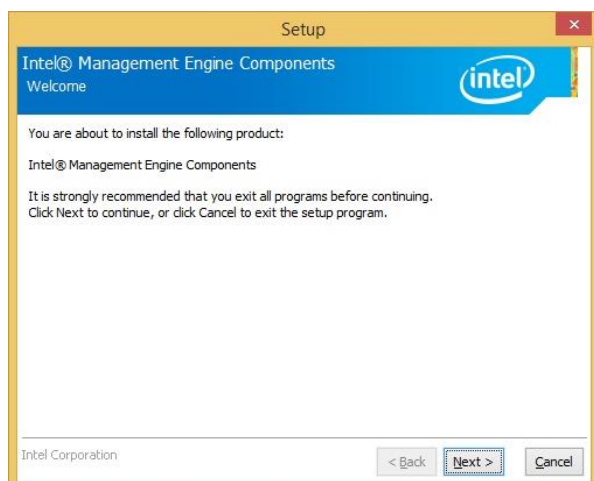 Setup
Intel® Management Engine Components
Welcome
intel®
You are about to install the following product:
Intel® Management Engine Components
It is strongly recommended that you exit all programs before continuing.
Click Next to continue, or click Cancel to exit the setup program.
Intel Corporation
< Back Next > Cancel